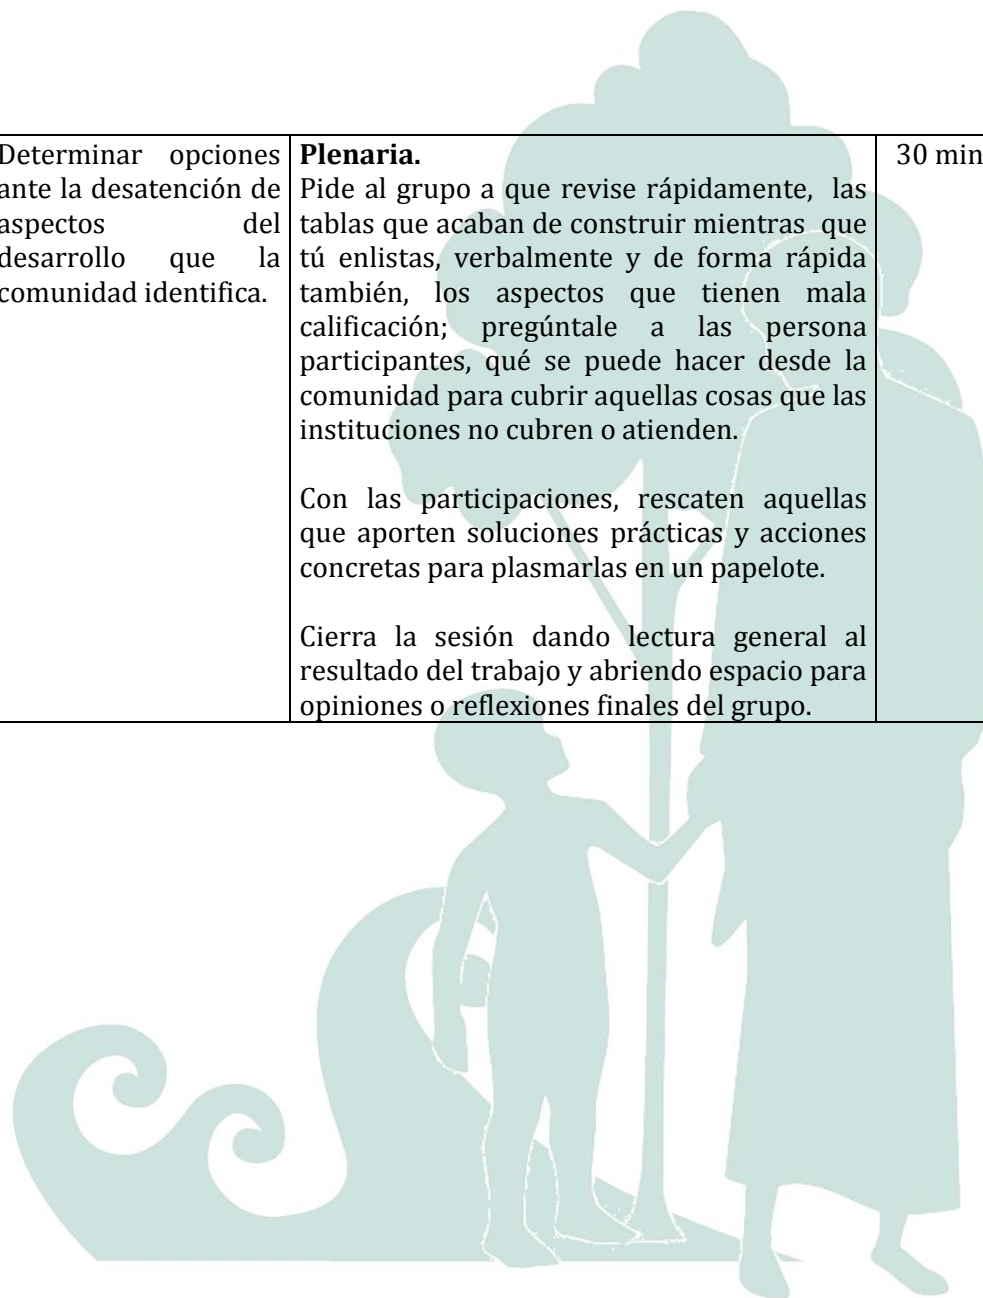 Determinar opciones
ante la desatención de
aspectos del
desarrollo que la
comunidad identifica.
Plenaria.
Pide al grupo a que revise rápidamente, las
tablas que acaban de construir mientras que
tú enlistas, verbalmente y de forma rápida
también, los aspectos que tienen mala
calificación; pregúntale a las persona
participantes, qué se puede hacer desde la
comunidad para cubrir aquellas cosas que las
instituciones no cubren o atienden.
Con las participaciones, rescaten aquellas
que aporten soluciones prácticas y acciones
concretas para plasmarlas en un papelote.
Cierra la sesión dando lectura general al
resultado del trabajo y abriendo espacio para
opiniones o reflexiones finales del grupo.
30 min